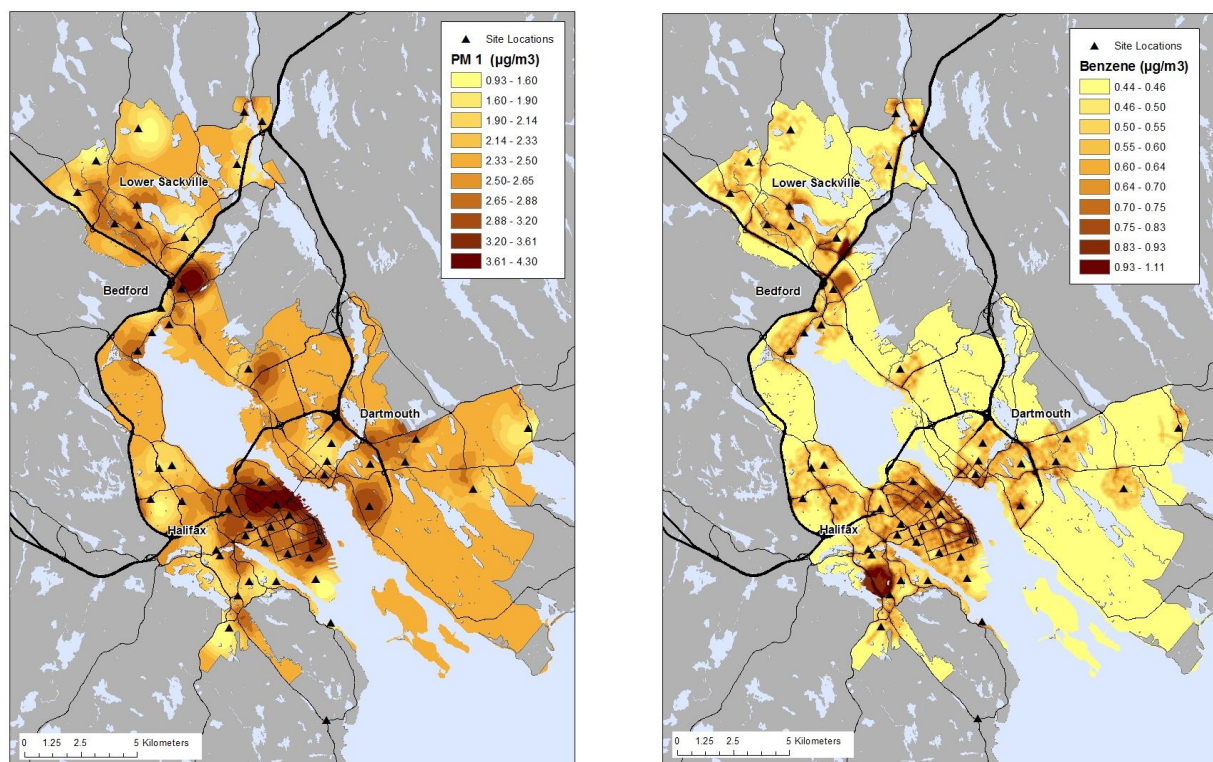 Site Locations
PM 1 (µg/m3)
0.93 - 1.60
1.60 - 1.90
1.90 - 2.14
2.14 - 2.33
2.33 - 2.50
2.50- 2.65
2.65 - 2.88
2.88 - 3.20
3.20 - 3.61
3.61 - 4.30
Lower Sackville
Bedford
Dartmouth
Halifax
0 1.25 2.5 5 Kilometers
Site Locations
Benzene (µg/m3)
0.44 - 0.46
0.46 - 0.50
0.50 - 0.55
0.55 - 0.60
0.60 - 0.64
0.64 - 0.70
0.70 - 0.75
0.75 - 0.83
0.83 - 0.93
0.93 - 1.11
Lower Sackville
Bedford
Dartmouth
Halifax
0 1.25 2.5 5 Kilometers